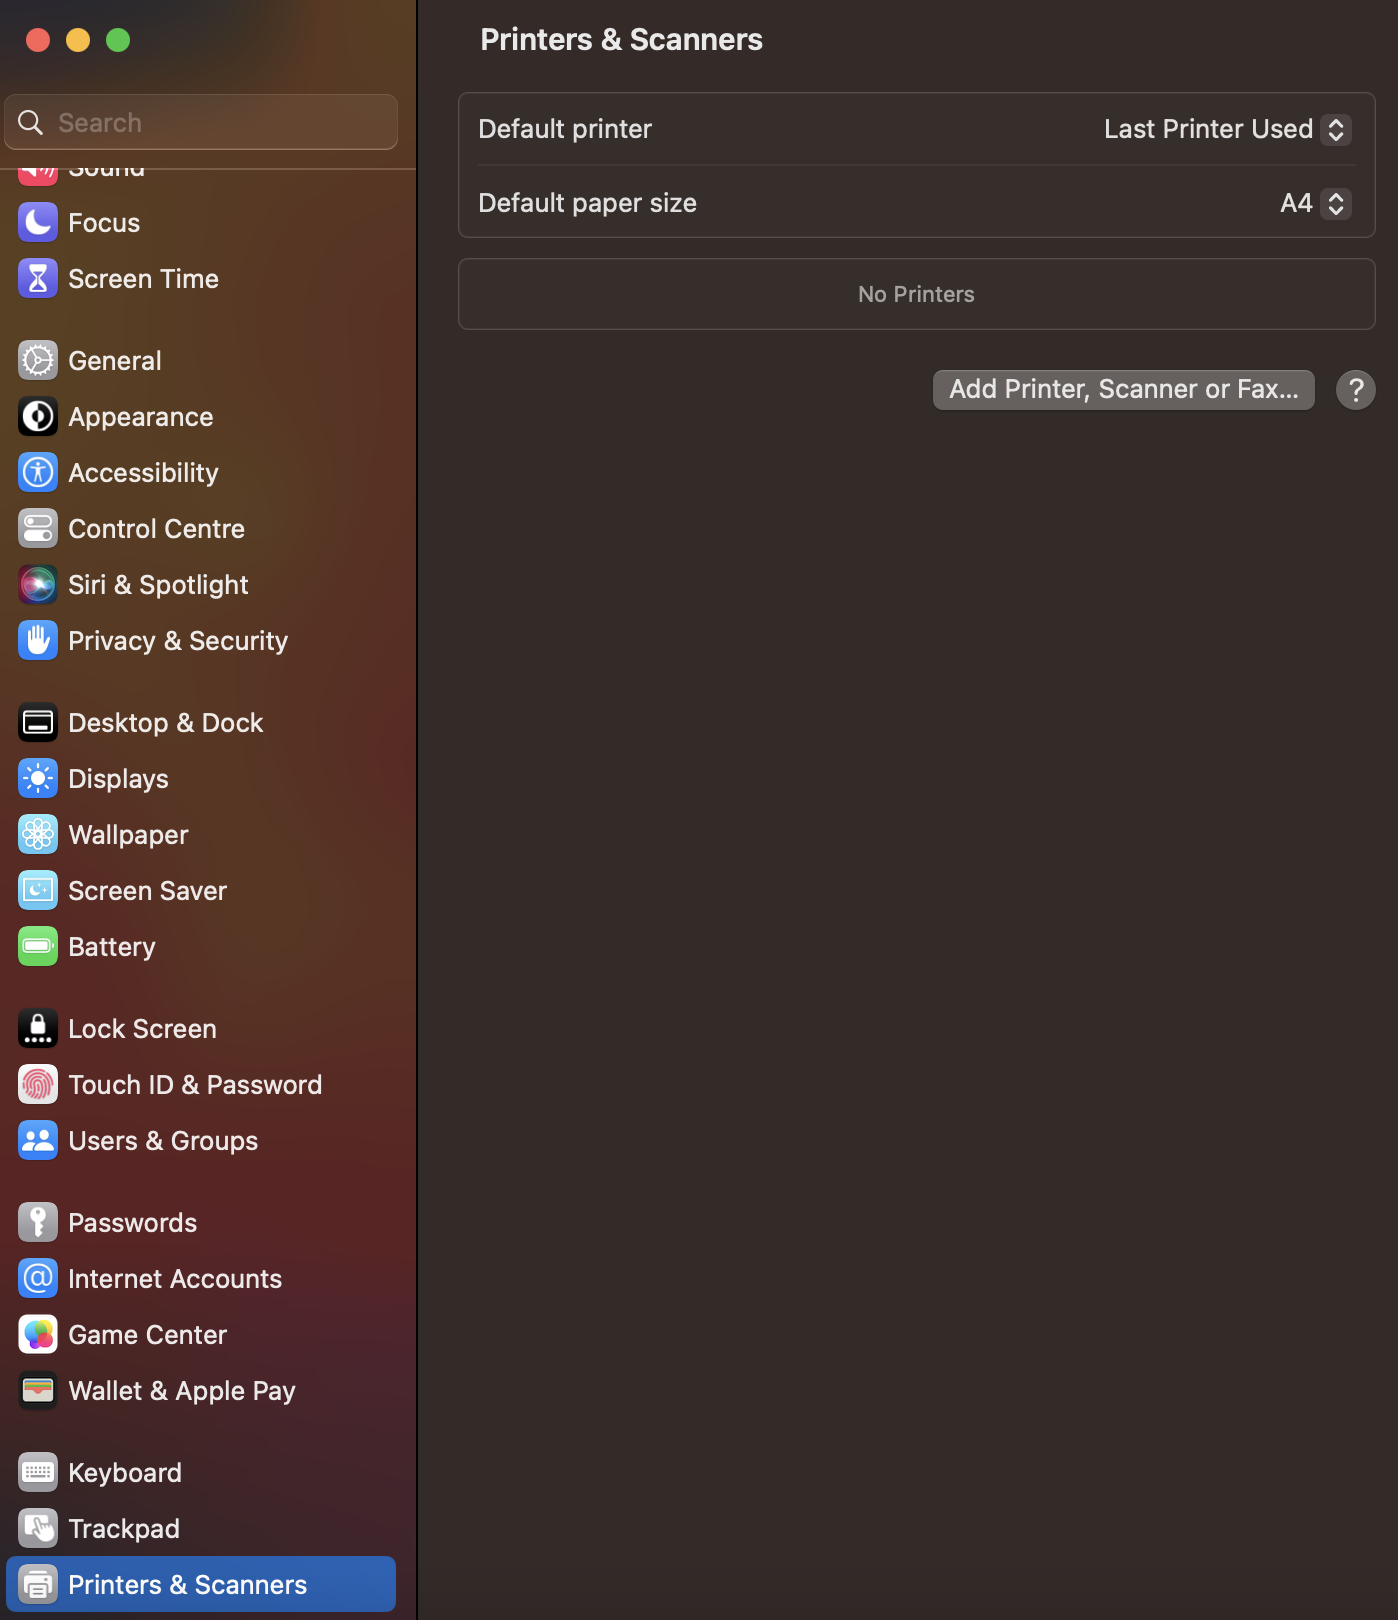 Search
Sound
Focus
Screen Time
General
Appearance
Accessibility
Control Centre
Siri & Spotlight
Privacy & Security
Desktop & Dock
Displays
Wallpaper
Screen Saver
Battery
Lock Screen
Touch ID & Password
Users & Groups
Passwords
Internet Accounts
Game Center
Wallet & Apple Pay
Keyboard
Trackpad
Printers & Scanners
Printers & Scanners
Default printer Last Printer Used
Default paper size A4
No Printers
Add Printer, Scanner or Fax... ?